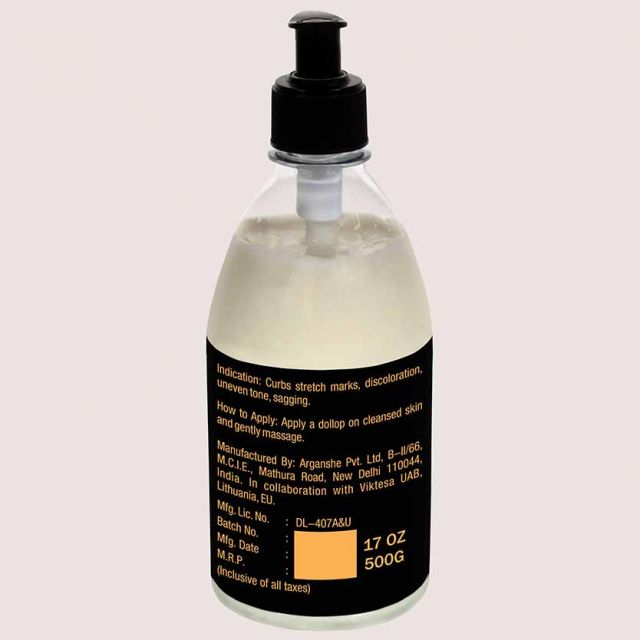 Indication: Curbs stretch marks, discoloration,
uneven tone, sagging.
How to Apply: Apply a dollop on cleansed skin
and gently massage.
Manufactured By: Arganshe Pvt. Ltd, B–II/66,
M.C.I.E., Mathura Road, New Delhi 110044,
India. In collaboration with Viktesa UAB,
Lithuania, EU.
Mfg. Lic. No. : DL–407A&U
Batch No. :
Mfg. Date :
M.R.P. :
(Inclusive of all taxes)
17 OZ
500G